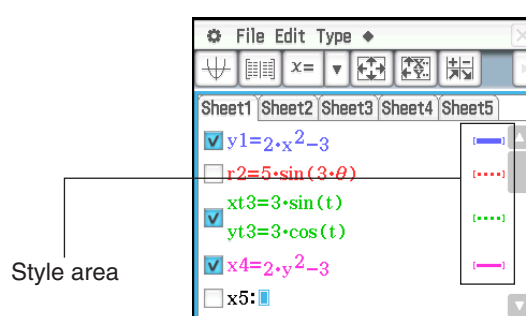 File Edit Type ◆
x=
Sheet1 Sheet2 Sheet3 Sheet4 Sheet5
y1=2·x²−3
r2=5·sin(3·θ)
xt3=3·sin(t)
yt3=3·cos(t)
x4=2·y²−3
Style area
x5: